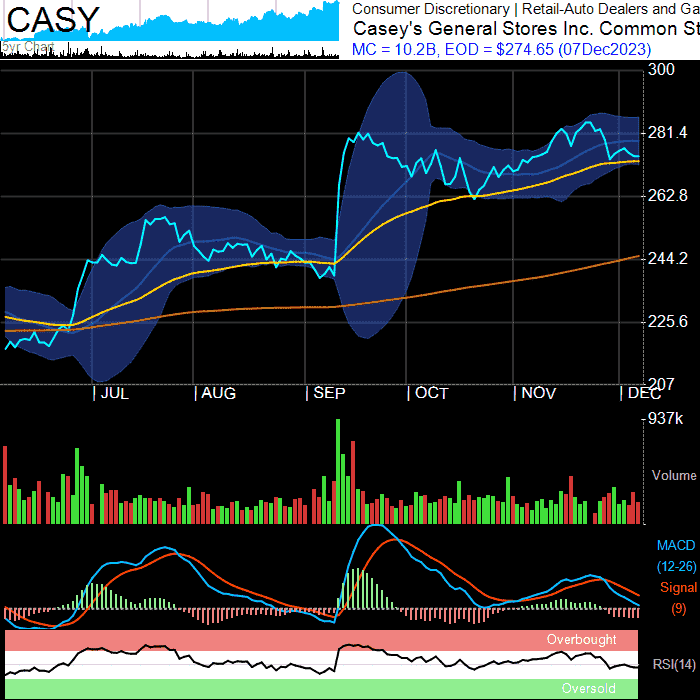 CASY
5yr Chart
Consumer Discretionary | Retail-Auto Dealers and Ga
Casey's General Stores Inc. Common St
MC = 10.2B, EOD = $274.65 (07Dec2023)
300
281.4
262.8
244.2
225.6
207
JUL AUG SEP OCT NOV DEC
937k
Volume
MACD
(12-26)
Signal
(9)
Overbought
RSI(14)
Oversold